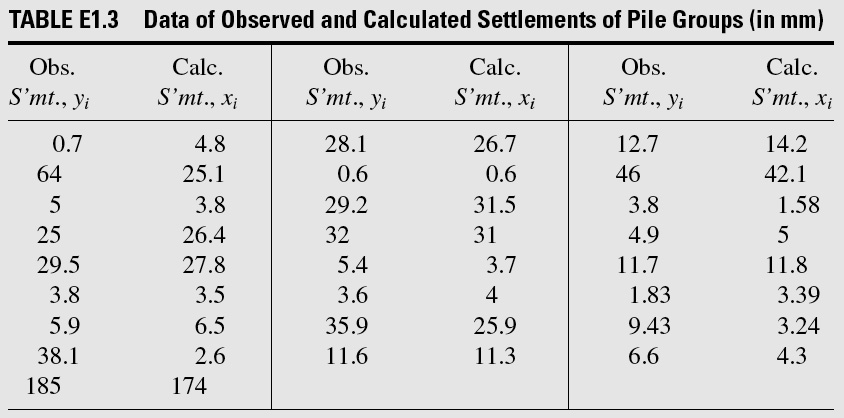 TABLE E1.3 Data of Observed and Calculated Settlements of Pile Groups (in mm)
Obs. Calc. Obs. Calc. Obs. Calc.
S’mt., yi S’mt., xi S’mt., yi S’mt., xi S’mt., yi S’mt., xi
0.7 4.8 28.1 26.7 12.7 14.2
64 25.1 0.6 0.6 46 42.1
5 3.8 29.2 31.5 3.8 1.58
25 26.4 32 31 4.9 5
29.5 27.8 5.4 3.7 11.7 11.8
3.8 3.5 3.6 4 1.83 3.39
5.9 6.5 35.9 25.9 9.43 3.24
38.1 2.6 11.6 11.3 6.6 4.3
185 174